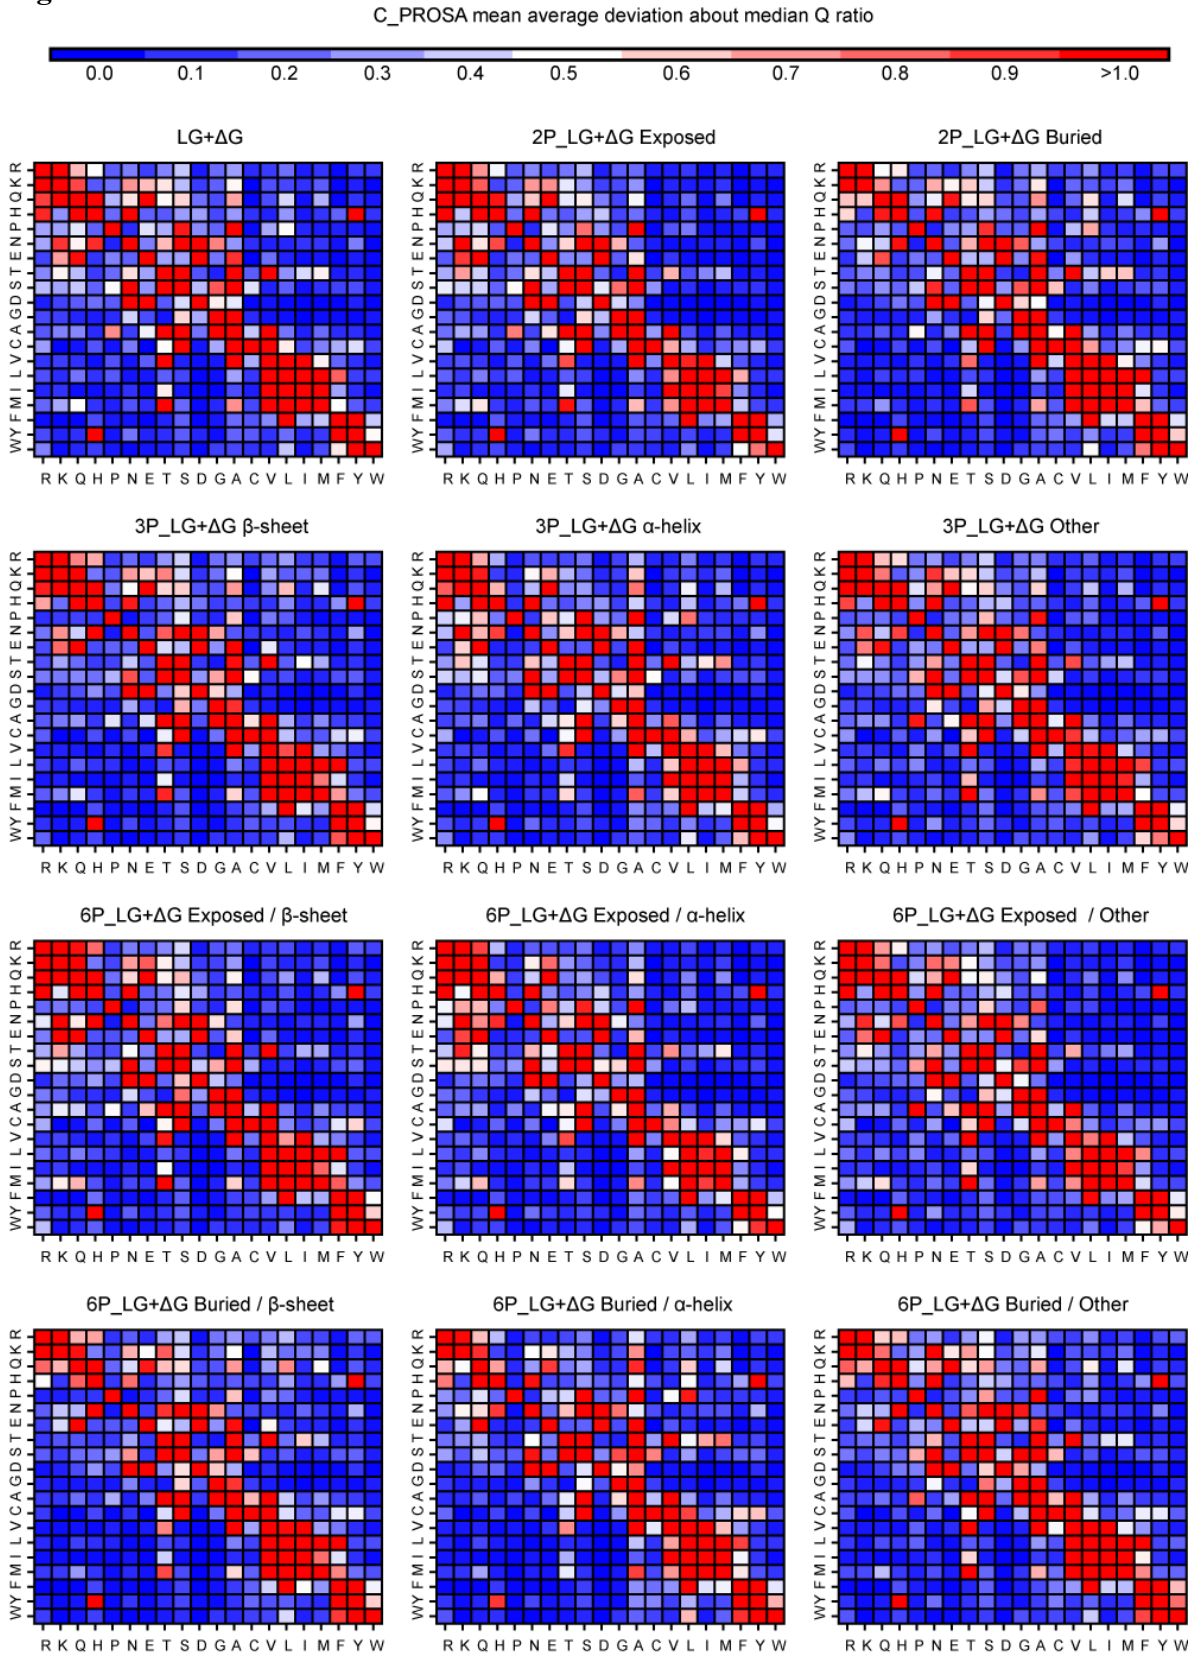 C_PROSA mean average deviation about median Q ratio
0.0 0.1 0.2 0.3 0.4 0.5 0.6 0.7 0.8 0.9 >1.0
LG+ΔG 2P_LG+ΔG Exposed 2P_LG+ΔG Buried
W Y F M I L V C A G D S T E N P H Q K R
W Y F M I L V C A G D S T E N P H Q K R
W Y F M I L V C A G D S T E N P H Q K R
R K Q H P N E T S D G A C V L I M F Y W
R K Q H P N E T S D G A C V L I M F Y W
R K Q H P N E T S D G A C V L I M F Y W
3P_LG+ΔG β-sheet 3P_LG+ΔG α-helix 3P_LG+ΔG Other
W Y F M I L V C A G D S T E N P H Q K R
W Y F M I L V C A G D S T E N P H Q K R
W Y F M I L V C A G D S T E N P H Q K R
R K Q H P N E T S D G A C V L I M F Y W
R K Q H P N E T S D G A C V L I M F Y W
R K Q H P N E T S D G A C V L I M F Y W
6P_LG+ΔG Exposed / β-sheet 6P_LG+ΔG Exposed / α-helix 6P_LG+ΔG Exposed / Other
W Y F M I L V C A G D S T E N P H Q K R
W Y F M I L V C A G D S T E N P H Q K R
W Y F M I L V C A G D S T E N P H Q K R
R K Q H P N E T S D G A C V L I M F Y W
R K Q H P N E T S D G A C V L I M F Y W
R K Q H P N E T S D G A C V L I M F Y W
6P_LG+ΔG Buried / β-sheet 6P_LG+ΔG Buried / α-helix 6P_LG+ΔG Buried / Other
W Y F M I L V C A G D S T E N P H Q K R
W Y F M I L V C A G D S T E N P H Q K R
W Y F M I L V C A G D S T E N P H Q K R
R K Q H P N E T S D G A C V L I M F Y W
R K Q H P N E T S D G A C V L I M F Y W
R K Q H P N E T S D G A C V L I M F Y W